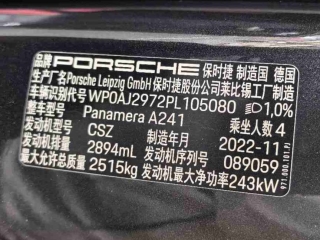 PORSCHE 保时捷 制造国 德国
生产厂名 Porsche Leipzig GmbH 保时捷股份公司莱比锡工厂制造
车辆识别代号 WP0AJ2972PL105080 1,0%
整车型号 Panamera A241 乘坐人数 4
发动机型号 CSZ 制造年月 2022-11
发动机排量 2894mL 发动机序列号 089059
最大允许总质量 2515kg 发动机最大净功率 243kW
971.000.101.PJ